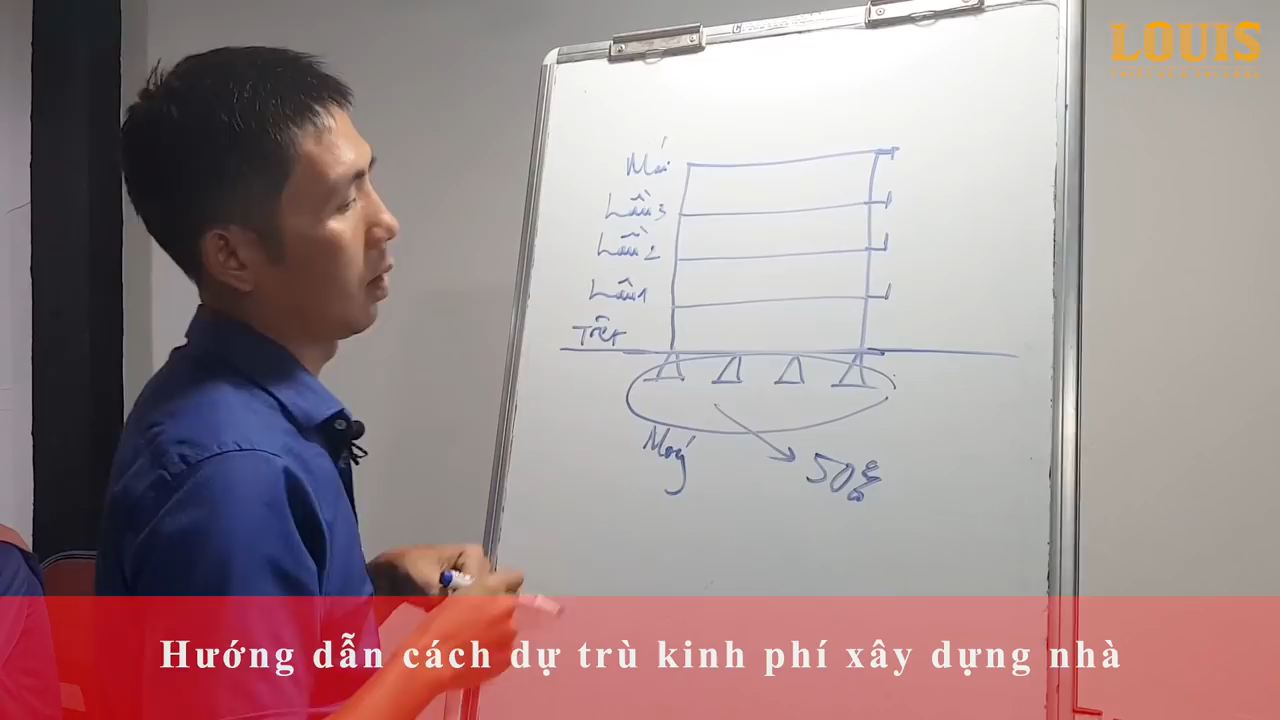 LOUIS
Mái
Lầu 3
Lầu 2
Lầu 1
Trệt
Móng
50%
Hướng dẫn cách dự trù kinh phí xây dựng nhà